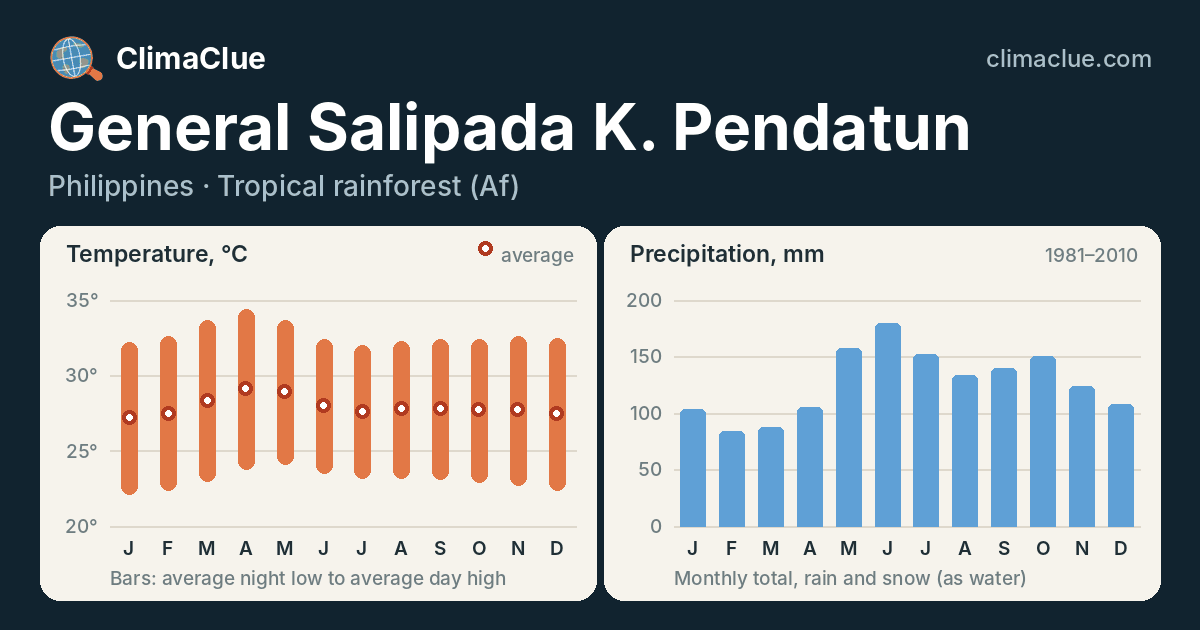 ClimaClue
climaclue.com
General Salipada K. Pendatun
Philippines · Tropical rainforest (Af)
Temperature, °C
average
35°
30°
25°
20°
J F M A M J J A S O N D
Bars: average night low to average day high
Precipitation, mm
1981–2010
200
150
100
50
0
J F M A M J J A S O N D
Monthly total, rain and snow (as water)